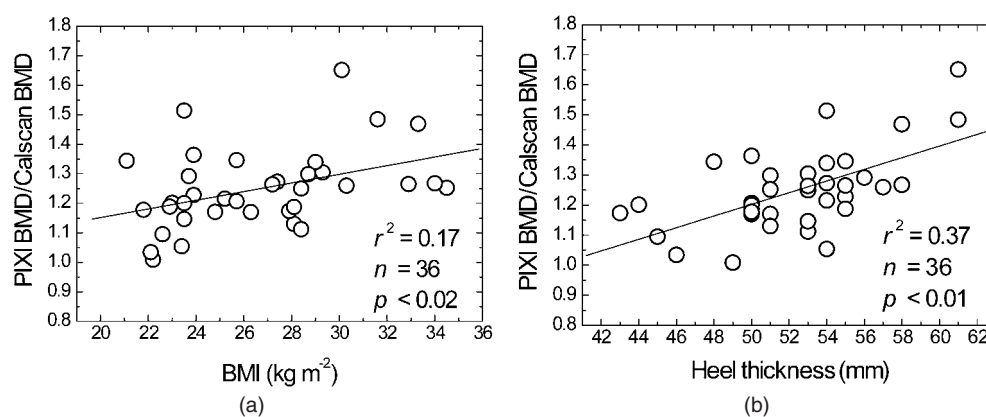 PIXI BMD/Calscan BMD
1.8
1.7
1.6
1.5
1.4
1.3
1.2
1.1
1.0
0.9
0.8
r² = 0.17
n = 36
p < 0.02
20 22 24 26 28 30 32 34 36
BMI (kg m⁻²)
(a)
PIXI BMD/Calscan BMD
1.8
1.7
1.6
1.5
1.4
1.3
1.2
1.1
1.0
0.9
0.8
r² = 0.37
n = 36
p < 0.01
42 44 46 48 50 52 54 56 58 60 62
Heel thickness (mm)
(b)